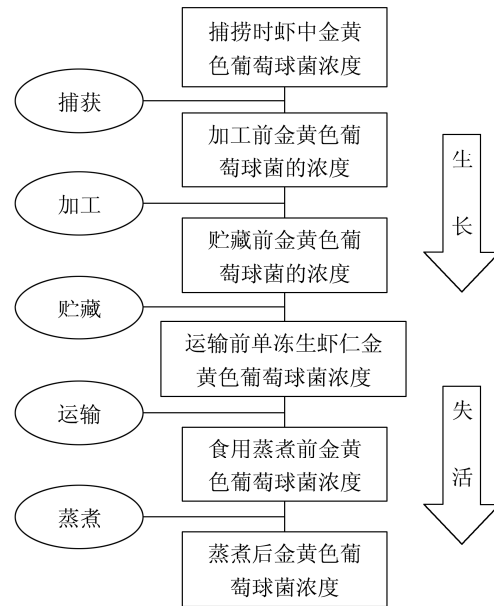 捕捞时虾中金黄
色葡萄球菌浓度
捕获
加工前金黄色葡
萄球菌的浓度
加工
贮藏前金黄色葡
萄球菌的浓度
贮藏
运输前单冻生虾仁金
黄色葡萄球菌浓度
运输
食用蒸煮前金黄
色葡萄球菌浓度
蒸煮
蒸煮后金黄色葡
萄球菌浓度
生
长
失
活